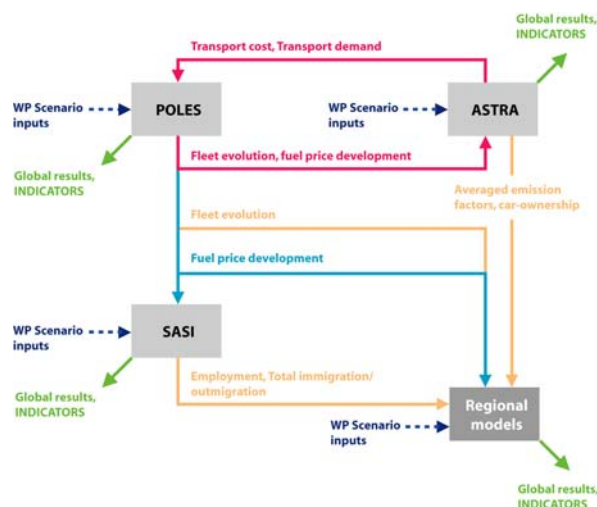 Global results,
INDICATORS
Transport cost, Transport demand
WP Scenario
inputs
POLES
WP Scenario
inputs
ASTRA
Fleet evolution, fuel price development
Global results,
INDICATORS
Averaged emission
factors, car-ownership
Fleet evolution
Fuel price development
WP Scenario
inputs
SASI
Global results,
INDICATORS
Employment, Total immigration/
outmigration
Regional
models
WP Scenario
inputs
Global results,
INDICATORS